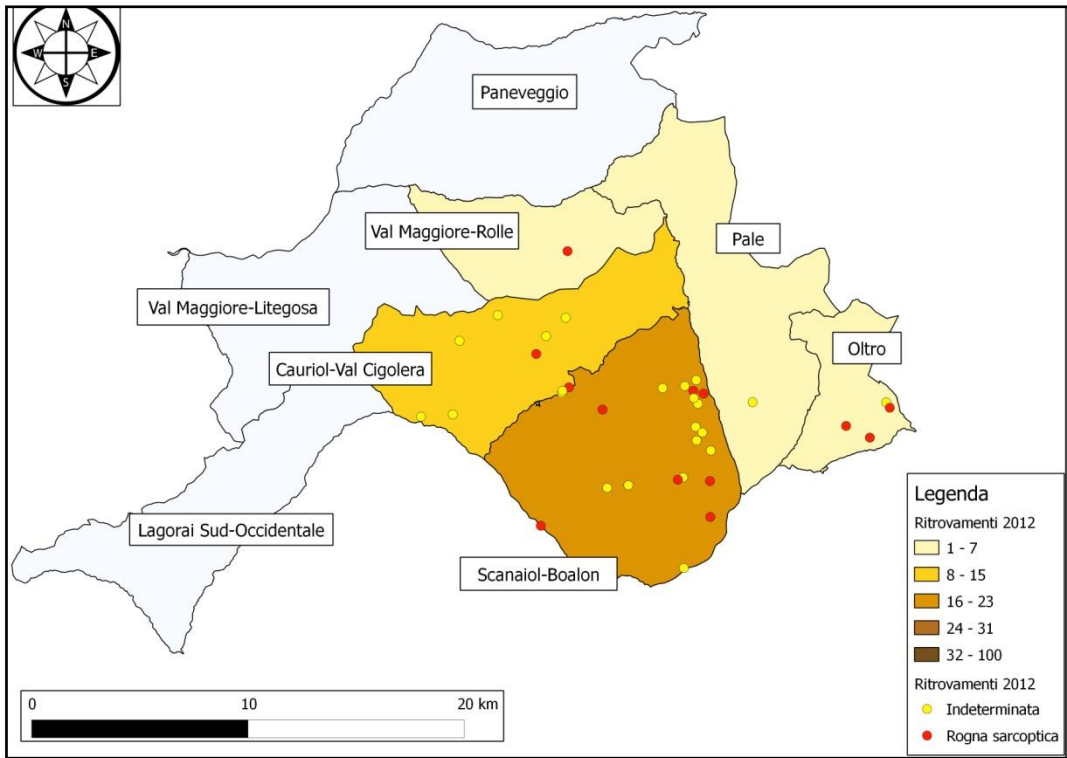 N
W E
S
Paneveggio
Val Maggiore-Rolle
Pale
Val Maggiore-Litegosa
Oltro
Cauriol-Val Cigolera
Lagorai Sud-Occidentale
Scanaiol-Boalon
Legenda
Ritrovamenti 2012
1 - 7
8 - 15
16 - 23
24 - 31
32 - 100
Ritrovamenti 2012
Indeterminata
Rogna sarcoptica
0 10 20 km